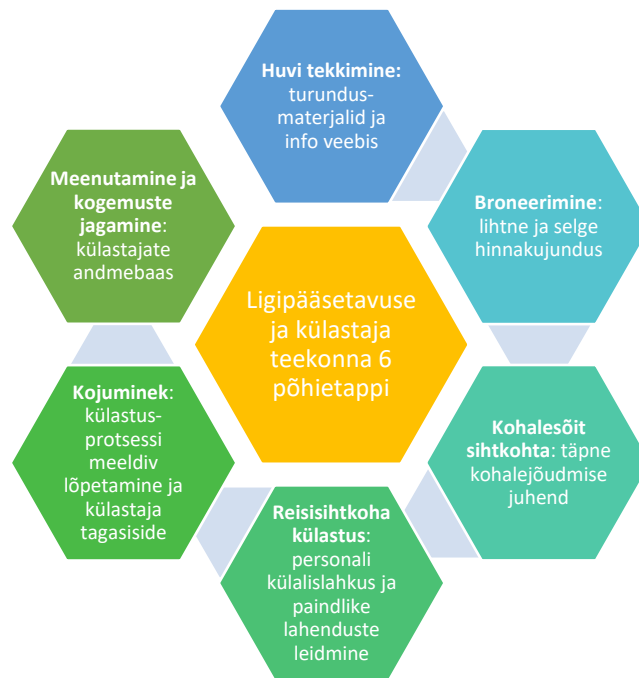 Huvi tekkimine:
turundus-
materjalid ja
info veebis
Broneerimine:
lihtne ja selge
hinnakujundus
Kohalesõit
sihtkohta: täpne
kohalejõudmise
juhend
Reisisihtkoha
külastus:
personali
külalislahkus ja
paindlike
lahenduste
leidmine
Kojuminek:
külastus-
protsessi
meeldiv
lõpetamine ja
külastaja
tagasiside
Meenutamine ja
kogemuste
jagamine:
külastajate
andmebaas
Ligipääsetavuse
ja külastaja
teekonna 6
põhietappi